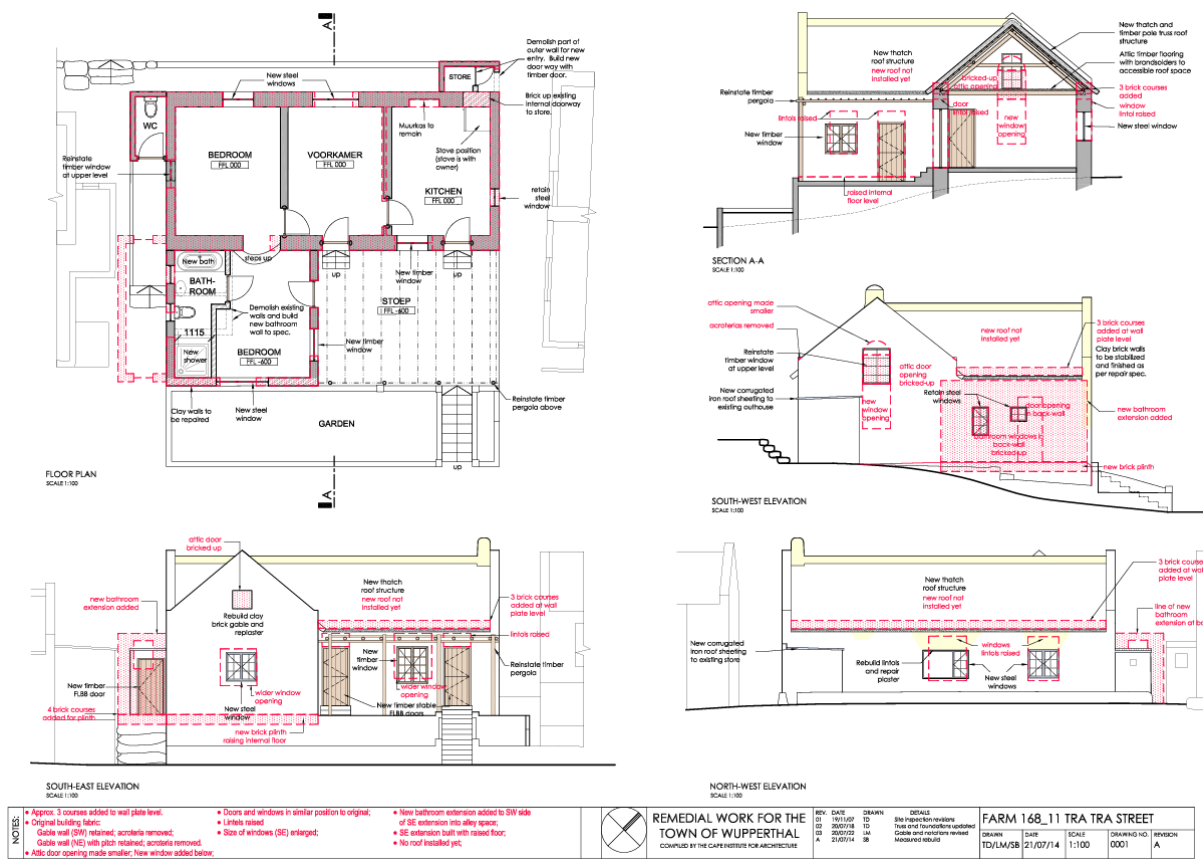 A
Demolish part of
outer wall for new
entry. Build new
door way with
timber door.
New steel
windows
STORE
Brick up existing
internal doorway
to store.
WC
Muurkas to
remain
Reinstate
timber window
at upper level
BEDROOM
FFL 000
VOORKAMER
FFL 000
Stove position
(stove is with
owner)
KITCHEN
FFL 000
retain
steel
window
steps up
New bath
up
New timber
window
up
BATH-
ROOM
STOEP
FFL -600
Demolish existing
walls and build
new bathroom
wall to spec.
1115
New
shower
BEDROOM
FFL -600
New timber
window
Clay walls to
be repaired
New steel
window
Reinstate timber
pergola above
GARDEN
up
A
FLOOR PLAN
SCALE 1:100
New thatch and
timber pole truss roof
structure
New thatch
roof structure
new roof not
installed yet
Attic timber flooring
with brandsolders to
accessible roof space
bricked-up
attic opening
Reinstate timber
pergola
3 brick courses
added
window
lintol raised
door
lintol raised
lintols raised
new
window
opening
New timber
window
New steel window
raised internal
floor level
SECTION A-A
SCALE 1:100
attic opening made
smaller
acroterias removed
new roof not
installed yet
3 brick courses
added at wall
plate level
Clay brick walls
to be stabilized
and finished as
per repair spec.
Reinstate
timber window
at upper level
attic door
opening
bricked-up
New corrugated
iron roof sheeting to
existing outhouse
Retain steel
windows
new
window
opening
door opening
in back wall
new bathroom
extension added
bathroom windows in
back wall
bricked-up
new brick plinth
SOUTH-WEST ELEVATION
SCALE 1:100
attic door
bricked up
New thatch
roof structure
new roof not
installed yet
new bathroom
extension added
3 brick courses
added at wall
plate level
Rebuild clay
brick gable and
replaster
lintols raised
New
timber
window
Reinstate timber
pergola
New timber
FLBB door
wider window
opening
wider window
opening
4 brick courses
added for plinth
New steel
window
New timber stable
FLBB doors
new brick plinth
raising internal floor
SOUTH-EAST ELEVATION
SCALE 1:100
3 brick courses
added at wall
plate level
New thatch
roof structure
new roof not
installed yet
line of new
bathroom
extension at
New corrugated
iron roof sheeting
to existing store
windows
lintols raised
Rebuild lintols
and repair
plaster
New steel
windows
NORTH-WEST ELEVATION
SCALE 1:100
NOTES:
• Approx. 3 courses added to wall plate level.
• Original building fabric:
Gable wall (SW) retained; acroteria removed;
Gable wall (NE) with pitch retained; acroteria removed.
• Attic door opening made smaller; New window added below;
• Doors and windows in similar position to original;
• Lintels raised
• Size of windows (SE) enlarged;
• New bathroom extension added to SW side
of SE extension into alley space;
• SE extension built with raised floor;
• No roof installed yet;
REMEDIAL WORK FOR THE
TOWN OF WUPPERTHAL
COMPILED BY THE CAPE INSTITUTE FOR ARCHITECTURE
REV. DATE DRAWN DETAILS
01 19/11/07 TD Site inspection revisions
02 20/07/18 TD Trues and foundations updated
03 20/07/22 LM Gable and notations revised
A 21/07/14 SB Measured rebuild
FARM 168_11 TRA TRA STREET
DRAWN DATE SCALE DRAWING NO. REVISION
TD/LM/SB 21/07/14 1:100 0001 A